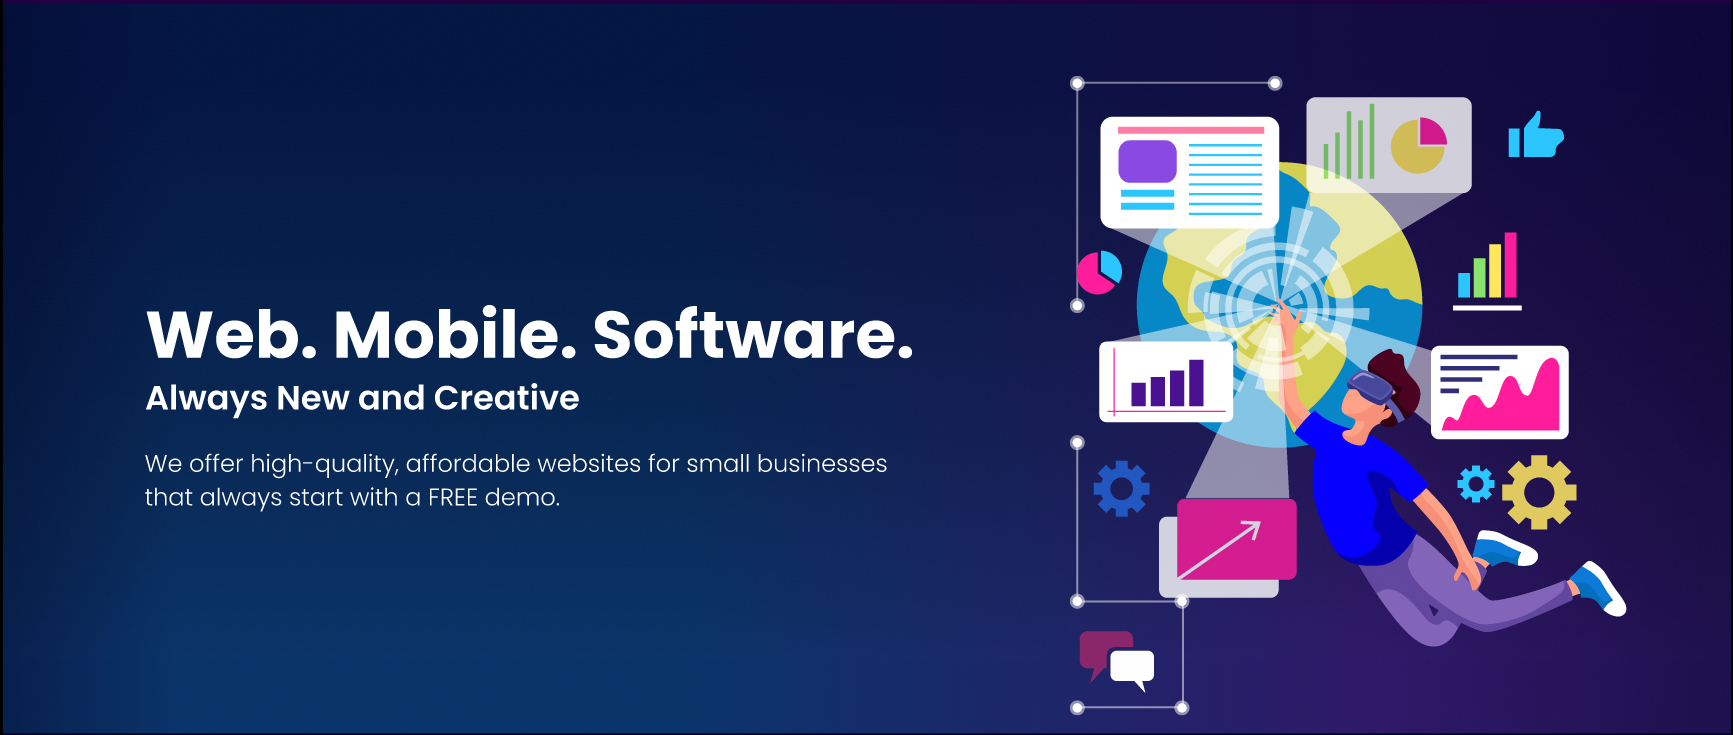 Web. Mobile. Software.
Always New and Creative
We offer high-quality, affordable websites for small businesses
that always start with a FREE demo.